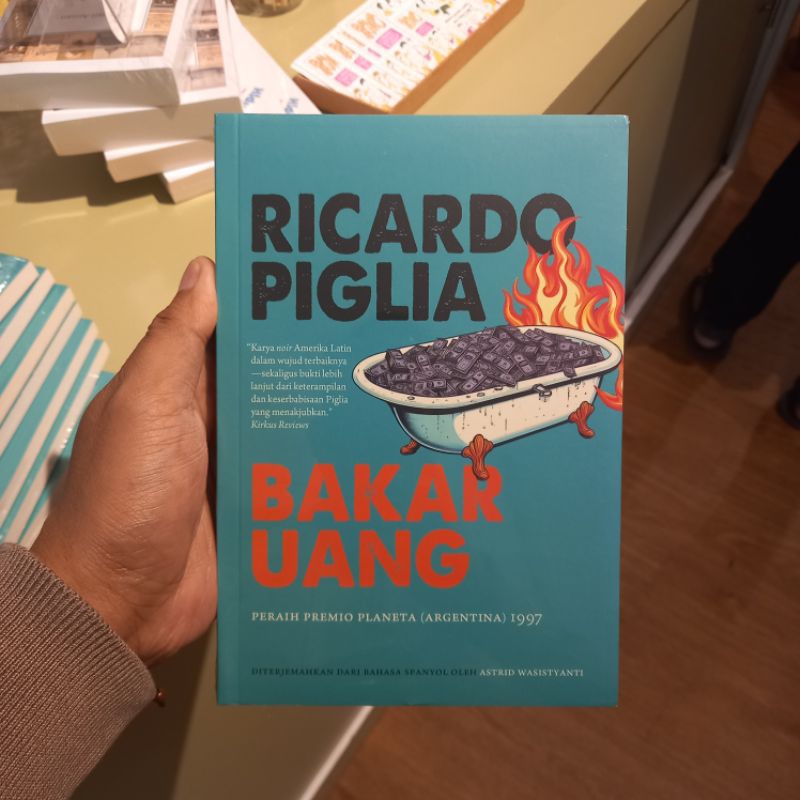 RICARDO
PIGLIA
“Karya noir Amerika Latin
dalam wujud terbaiknya
—sekaligus bukti lebih
lanjut dari keterampilan
dan keserbabisaan Piglia
yang menakjubkan.”
Kirkus Reviews
BAKAR
UANG
PERAIH PREMIO PLANETA (ARGENTINA) 1997
DITERJEMAHKAN DARI BAHASA SPANYOL OLEH ASTRID WASISTYANTI